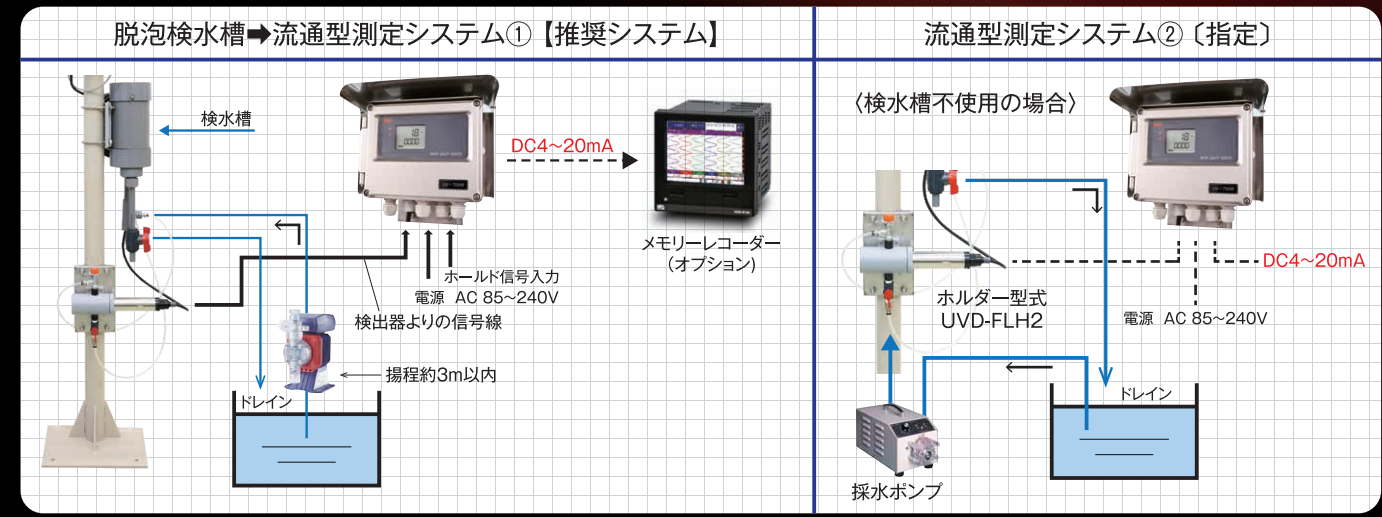 脱泡検水槽➡流通型測定システム①【推奨システム】
検水槽
DC4〜20mA
メモリーレコーダー
(オプション)
ホールド信号入力
電源 AC 85〜240V
検出器よりの信号線
揚程約3m以内
ドレイン
流通型測定システム②〔指定〕
〈検水槽不使用の場合〉
ホルダー型式
UVD-FLH2
DC4〜20mA
電源 AC 85〜240V
ドレイン
採水ポンプ